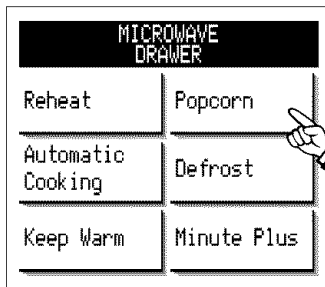 MICROWAVE
DRAWER
Reheat
Popcorn
Automatic
Cooking
Defrost
Keep Warm
Minute Plus